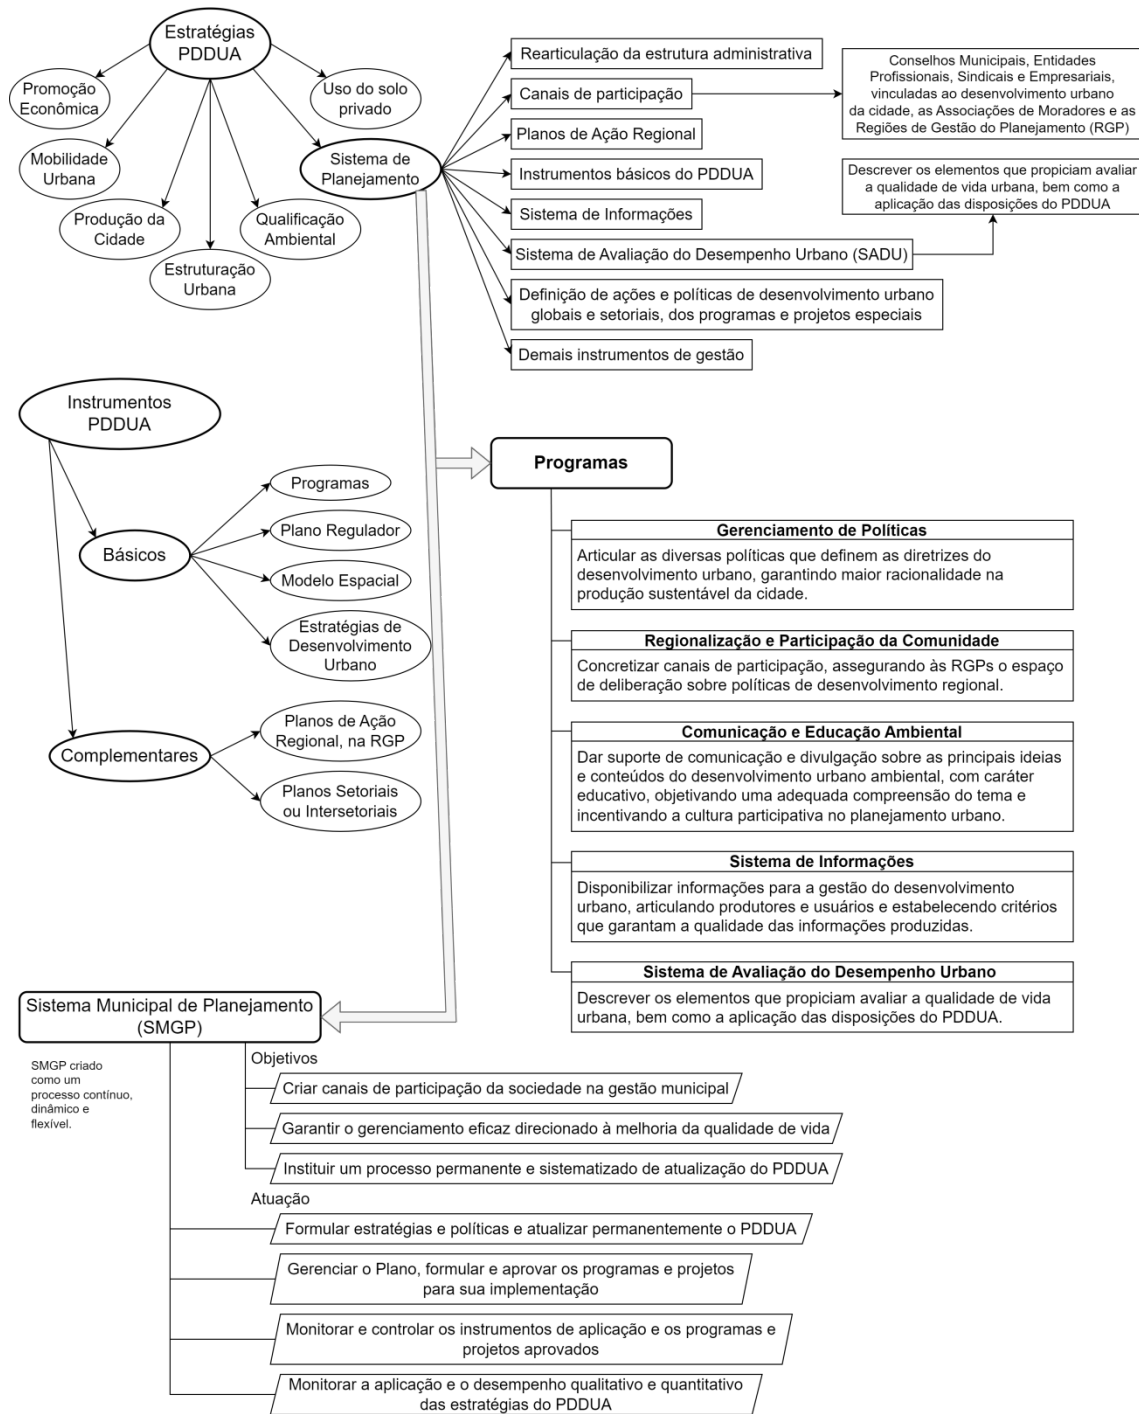 Estratégias
PDDUA
Promoção
Econômica
Uso do solo
privado
Mobilidade
Urbana
Sistema de
Planejamento
Produção da
Cidade
Qualificação
Ambiental
Estruturação
Urbana
Rearticulação da estrutura administrativa
Canais de participação
Planos de Ação Regional
Instrumentos básicos do PDDUA
Sistema de Informações
Sistema de Avaliação do Desempenho Urbano (SADU)
Definição de ações e políticas de desenvolvimento urbano
globais e setoriais, dos programas e projetos especiais
Demais instrumentos de gestão
Conselhos Municipais, Entidades
Profissionais, Sindicais e Empresariais,
vinculadas ao desenvolvimento urbano
da cidade, as Associações de Moradores e as
Regiões de Gestão do Planejamento (RGP)
Descrever os elementos que propiciam avaliar
a qualidade de vida urbana, bem como a
aplicação das disposições do PDDUA
Instrumentos
PDDUA
Básicos
Programas
Plano Regulador
Modelo Espacial
Estratégias de
Desenvolvimento
Urbano
Complementares
Planos de Ação
Regional, na RGP
Planos Setoriais
ou Intersetoriais
Programas
Gerenciamento de Políticas
Articular as diversas políticas que definem as diretrizes do
desenvolvimento urbano, garantindo maior racionalidade na
produção sustentável da cidade.
Regionalização e Participação da Comunidade
Concretizar canais de participação, assegurando às RGPs o espaço
de deliberação sobre políticas de desenvolvimento regional.
Comunicação e Educação Ambiental
Dar suporte de comunicação e divulgação sobre as principais ideias
e conteúdos do desenvolvimento urbano ambiental, com caráter
educativo, objetivando uma adequada compreensão do tema e
incentivando a cultura participativa no planejamento urbano.
Sistema de Informações
Disponibilizar informações para a gestão do desenvolvimento
urbano, articulando produtores e usuários e estabelecendo critérios
que garantam a qualidade das informações produzidas.
Sistema de Avaliação do Desempenho Urbano
Descrever os elementos que propiciam avaliar a qualidade de vida
urbana, bem como a aplicação das disposições do PDDUA.
Sistema Municipal de Planejamento
(SMGP)
SMGP criado
como um
processo contínuo,
dinâmico e
flexível.
Objetivos
Criar canais de participação da sociedade na gestão municipal
Garantir o gerenciamento eficaz direcionado à melhoria da qualidade de vida
Instituir um processo permanente e sistematizado de atualização do PDDUA
Atuação
Formular estratégias e políticas e atualizar permanentemente o PDDUA
Gerenciar o Plano, formular e aprovar os programas e projetos
para sua implementação
Monitorar e controlar os instrumentos de aplicação e os programas e
projetos aprovados
Monitorar a aplicação e o desempenho qualitativo e quantitativo
das estratégias do PDDUA